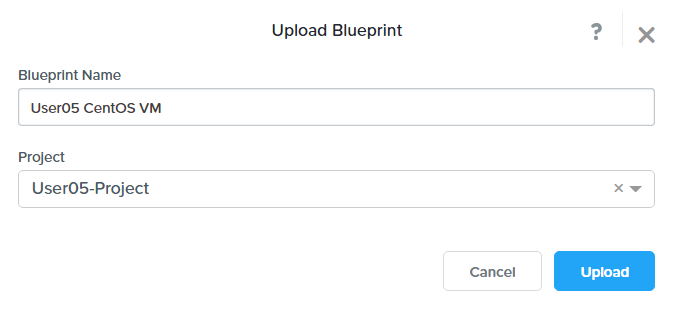 Upload Blueprint
?
Blueprint Name
User05 CentOS VM
Project
User05-Project
Cancel
Upload